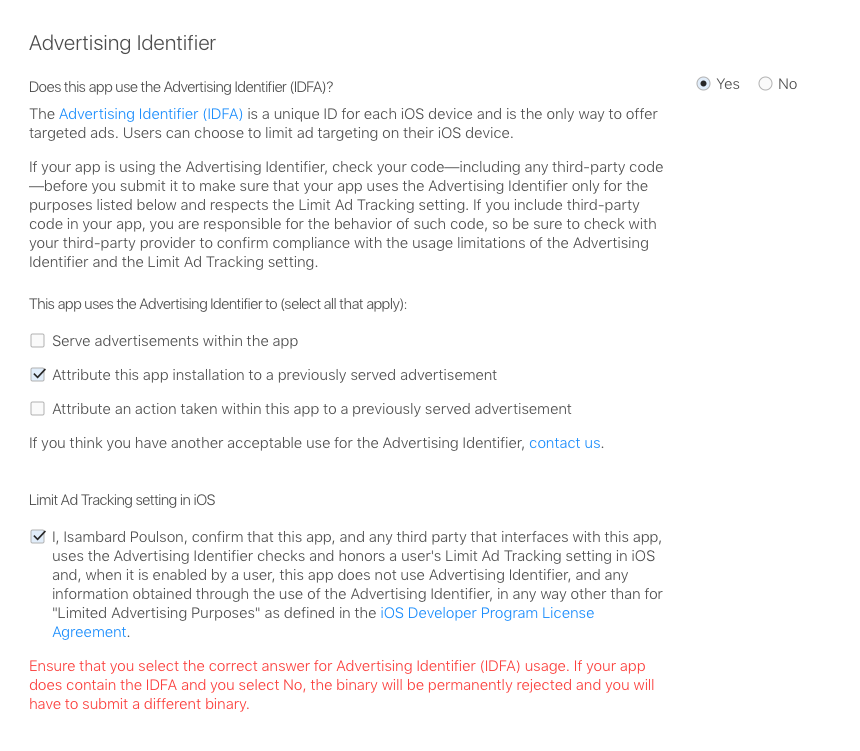 Advertising Identifier
Does this app use the Advertising Identifier (IDFA)?
Yes No
The Advertising Identifier (IDFA) is a unique ID for each iOS device and is the only way to offer
targeted ads. Users can choose to limit ad targeting on their iOS device.
If your app is using the Advertising Identifier, check your code—including any third-party code
—before you submit it to make sure that your app uses the Advertising Identifier only for the
purposes listed below and respects the Limit Ad Tracking setting. If you include third-party
code in your app, you are responsible for the behavior of such code, so be sure to check with
your third-party provider to confirm compliance with the usage limitations of the Advertising
Identifier and the Limit Ad Tracking setting.
This app uses the Advertising Identifier to (select all that apply):
Serve advertisements within the app
Attribute this app installation to a previously served advertisement
Attribute an action taken within this app to a previously served advertisement
If you think you have another acceptable use for the Advertising Identifier, contact us.
Limit Ad Tracking setting in iOS
I, Isambard Poulson, confirm that this app, and any third party that interfaces with this app,
uses the Advertising Identifier checks and honors a user's Limit Ad Tracking setting in iOS
and, when it is enabled by a user, this app does not use Advertising Identifier, and any
information obtained through the use of the Advertising Identifier, in any way other than for
"Limited Advertising Purposes" as defined in the iOS Developer Program License
Agreement.
Ensure that you select the correct answer for Advertising Identifier (IDFA) usage. If your app
does contain the IDFA and you select No, the binary will be permanently rejected and you will
have to submit a different binary.